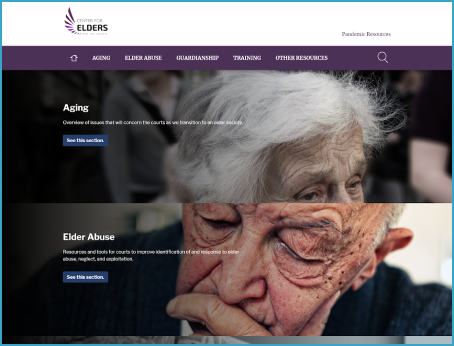 CENTER FOR
ELDERS
Pandemic Resources
AGING ELDER ABUSE GUARDIANSHIP TRAINING OTHER RESOURCES
Aging
Overview of issues that will concern the courts as we transition to an older society.
See this section.
Elder Abuse
Resources and tools for courts to improve identification of and response to elder
abuse, neglect, and exploitation.
See this section.